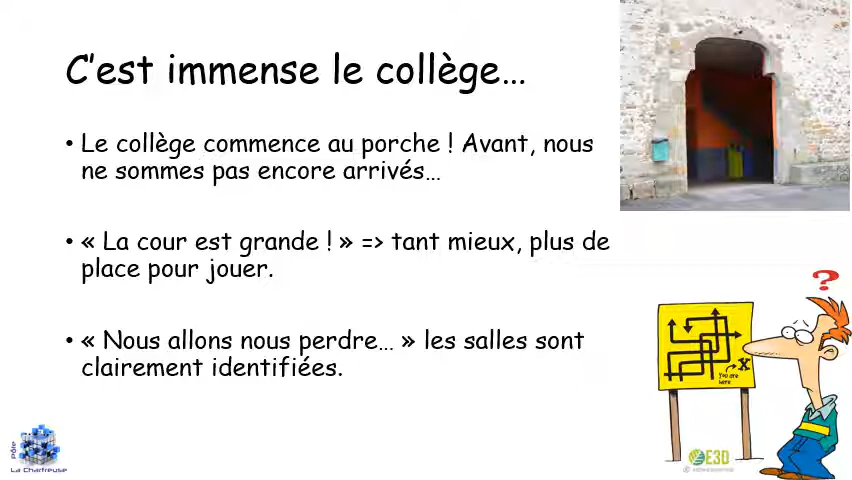 C’est immense le collège…
• Le collège commence au porche ! Avant, nous
ne sommes pas encore arrivés…
• « La cour est grande ! » => tant mieux, plus de
place pour jouer.
• « Nous allons nous perdre… » les salles sont
clairement identifiées.
?
You are
here
X
Pôle
La Chartreuse
E3D